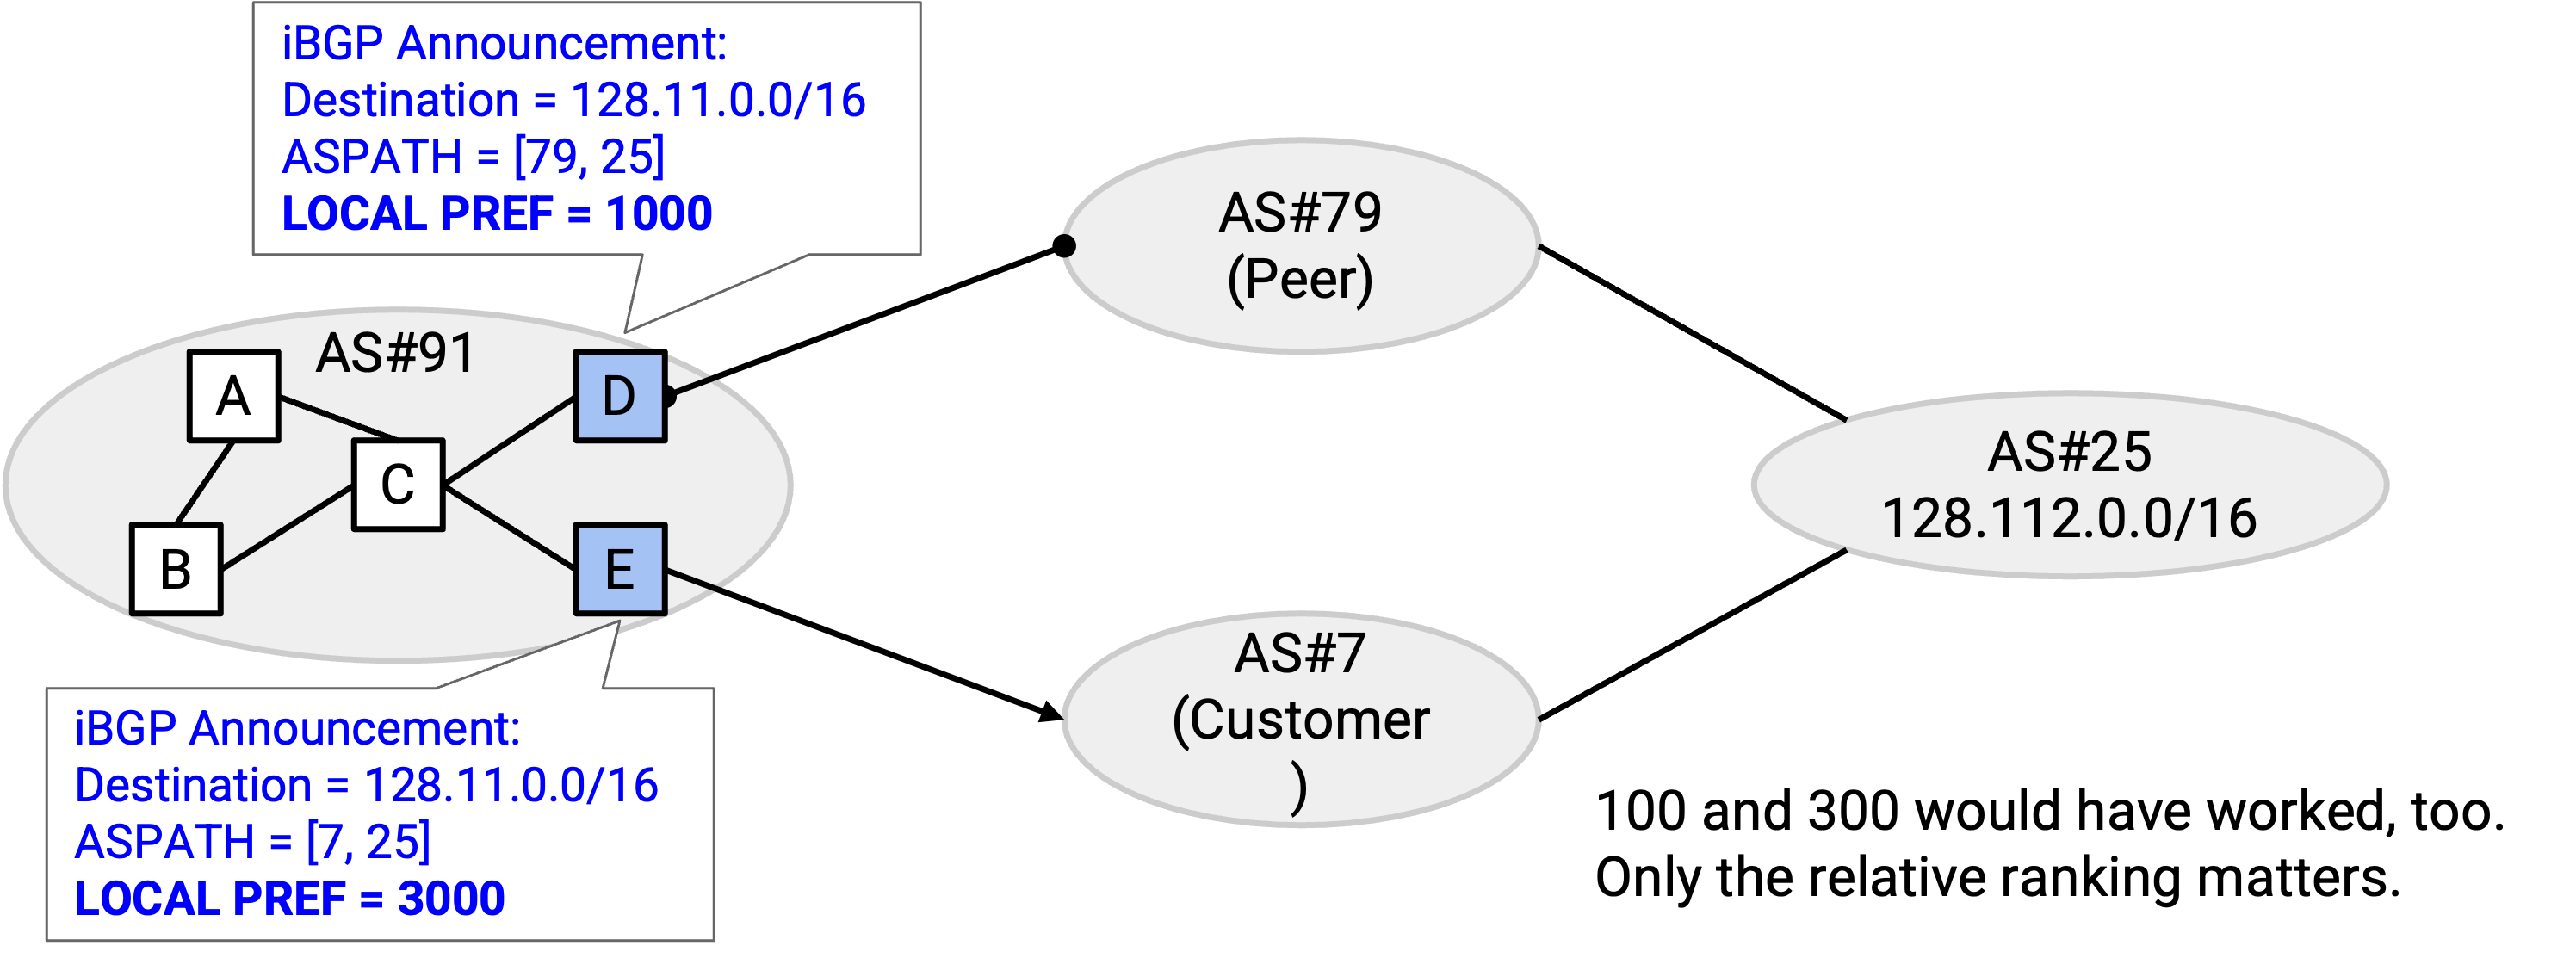 iBGP Announcement:
Destination = 128.11.0.0/16
ASPATH = [79, 25]
LOCAL PREF = 1000
AS#91
A
B
C
D
E
iBGP Announcement:
Destination = 128.11.0.0/16
ASPATH = [7, 25]
LOCAL PREF = 3000
AS#79
(Peer)
AS#7
(Customer
)
AS#25
128.112.0.0/16
100 and 300 would have worked, too.
Only the relative ranking matters.